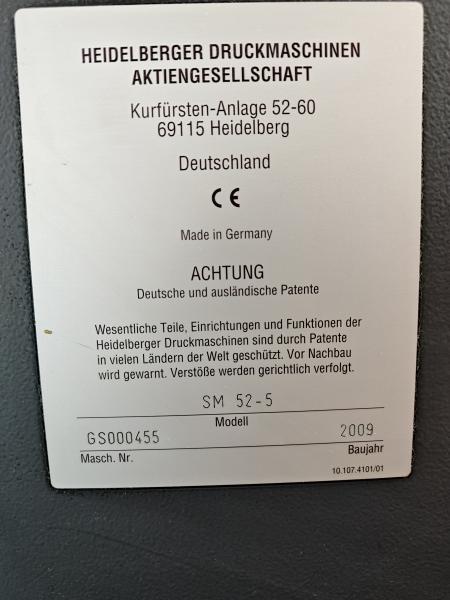 HEIDELBERGER DRUCKMASCHINEN
AKTIENGESELLSCHAFT
Kurfürsten-Anlage 52-60
69115 Heidelberg
Deutschland
CE
Made in Germany
ACHTUNG
Deutsche und ausländische Patente
Wesentliche Teile, Einrichtungen und Funktionen der
Heidelberger Druckmaschinen sind durch Patente
in vielen Ländern der Welt geschützt. Vor Nachbau
wird gewarnt. Verstöße werden gerichtlich verfolgt.
SM 52-5
Modell
GS000455 2009
Masch. Nr. Baujahr
10.107.4101/01